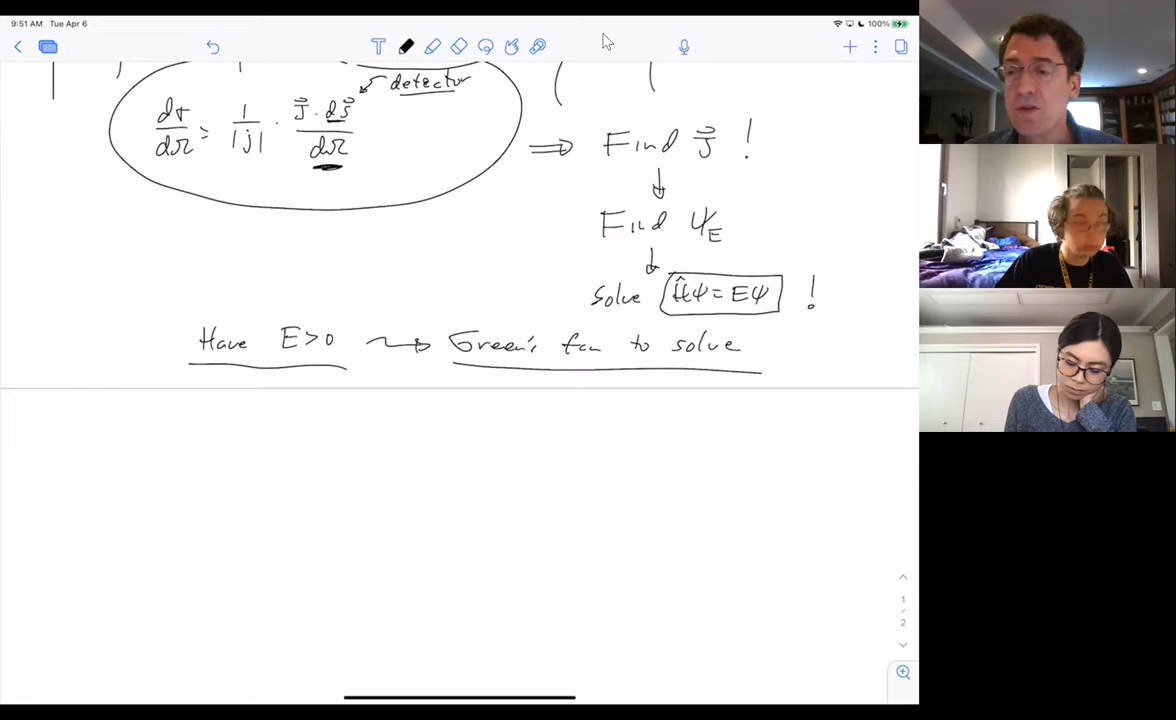 9:51 AM Tue Apr 6
100%
T
detector
dσ/dΩ = 1/|j| · J⃗ · ds⃗/dΩ
⇒ Find J⃗ !
↓
Find Ψ_E
↓
Solve ĤΨ = EΨ !
Have E>0 → Green's fcn to solve
1
/
2